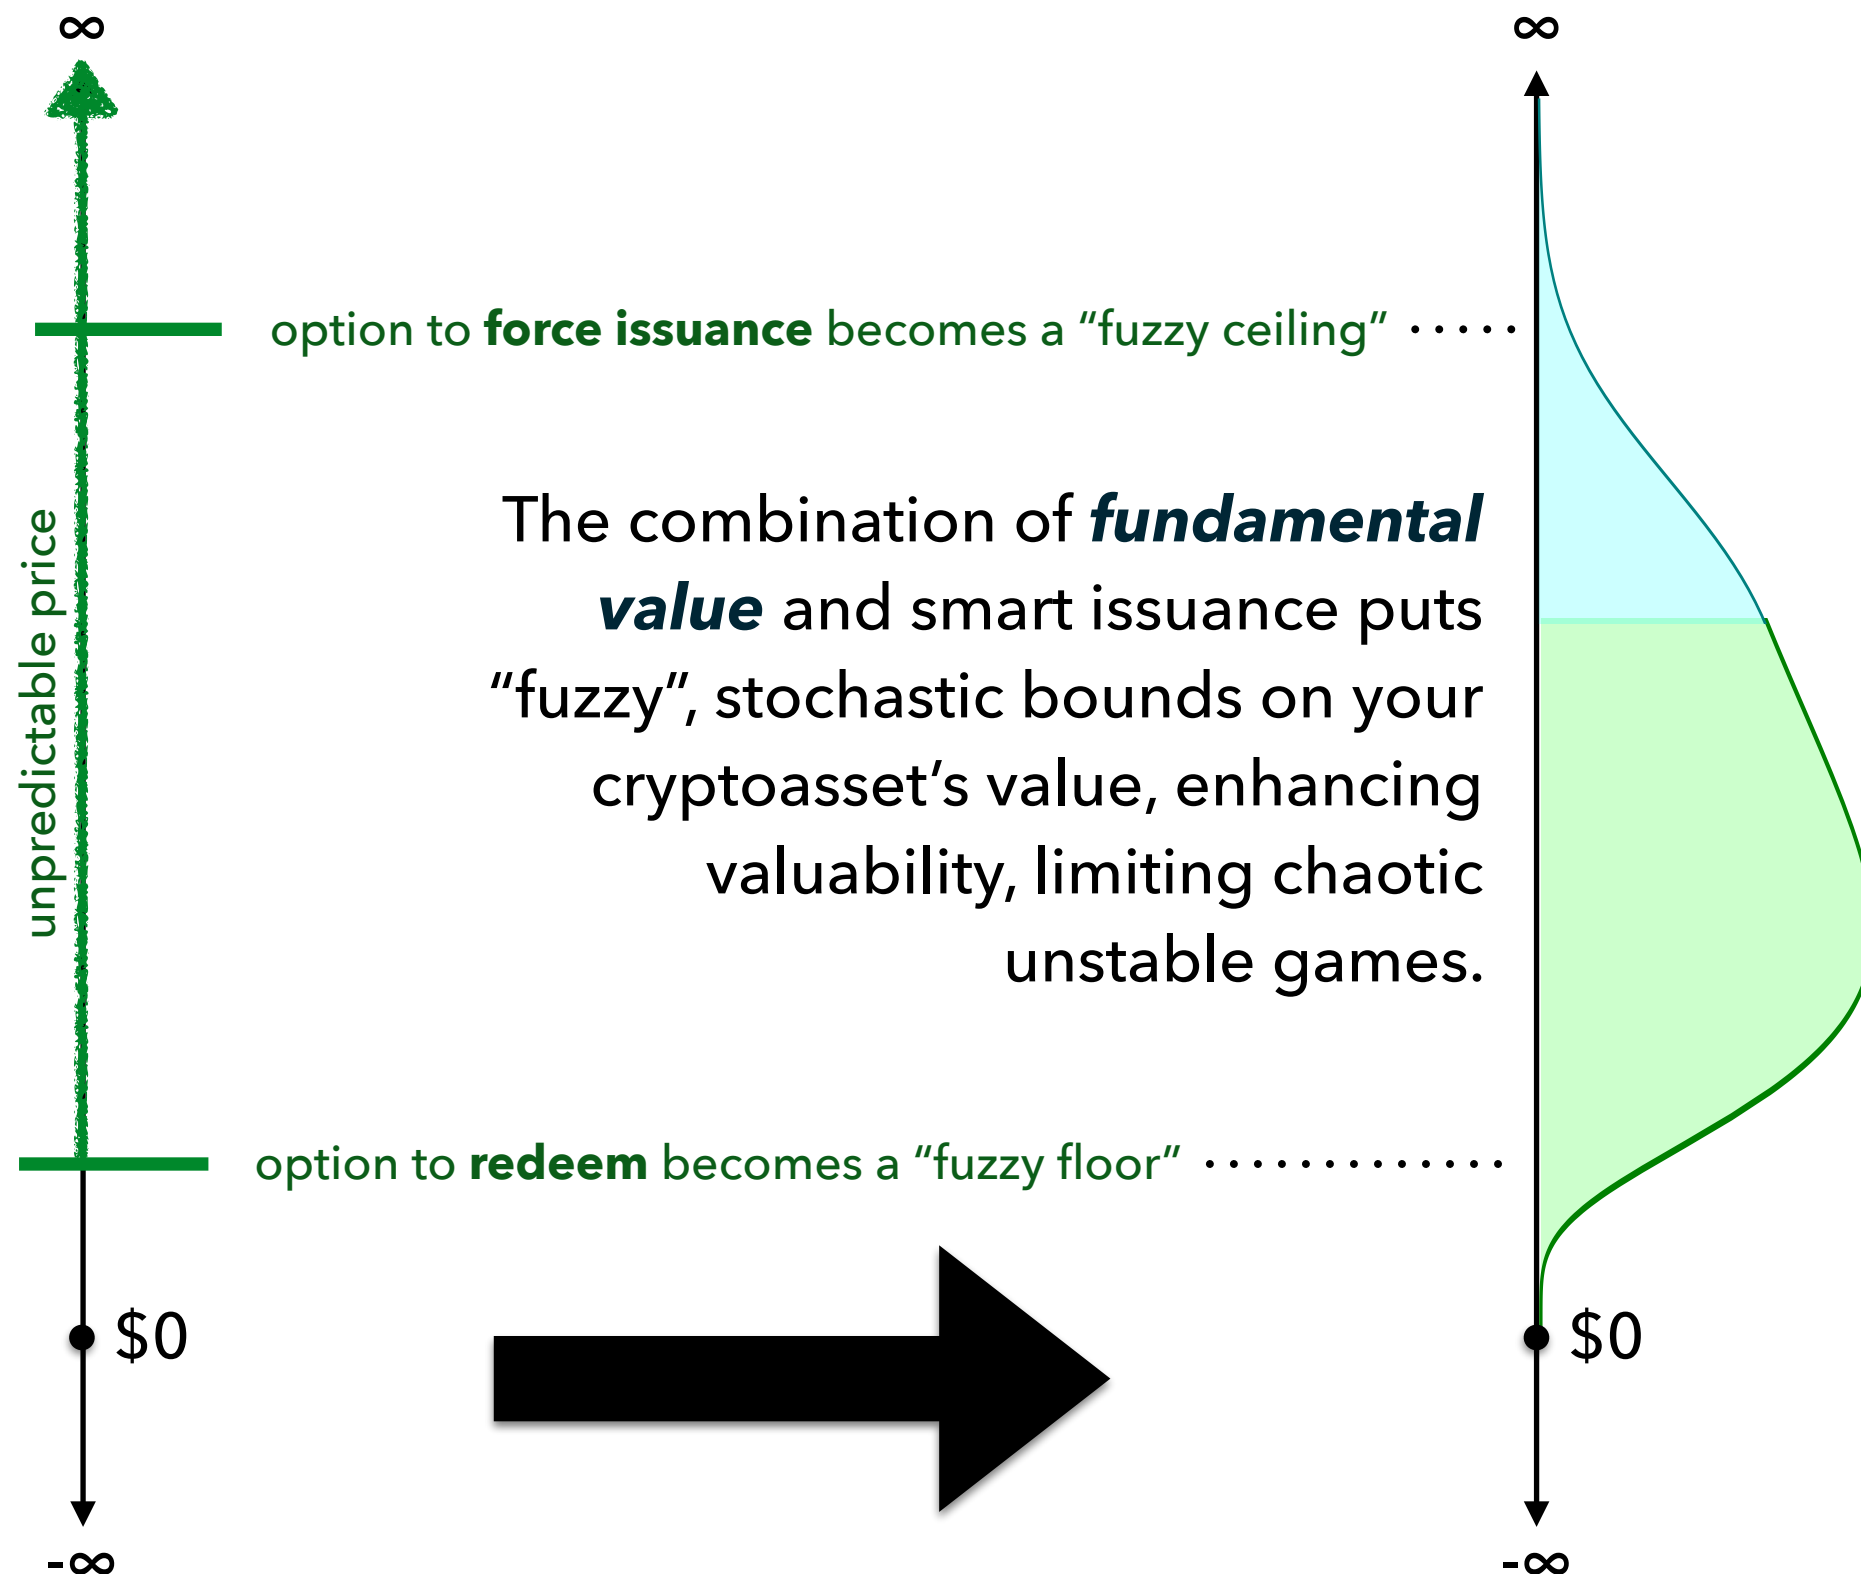 ∞
∞
option to force issuance becomes a “fuzzy ceiling”
unpredictable price
The combination of fundamental
value and smart issuance puts
“fuzzy”, stochastic bounds on your
cryptoasset’s value, enhancing
valuability, limiting chaotic
unstable games.
option to redeem becomes a “fuzzy floor”
$0
$0
-∞
-∞